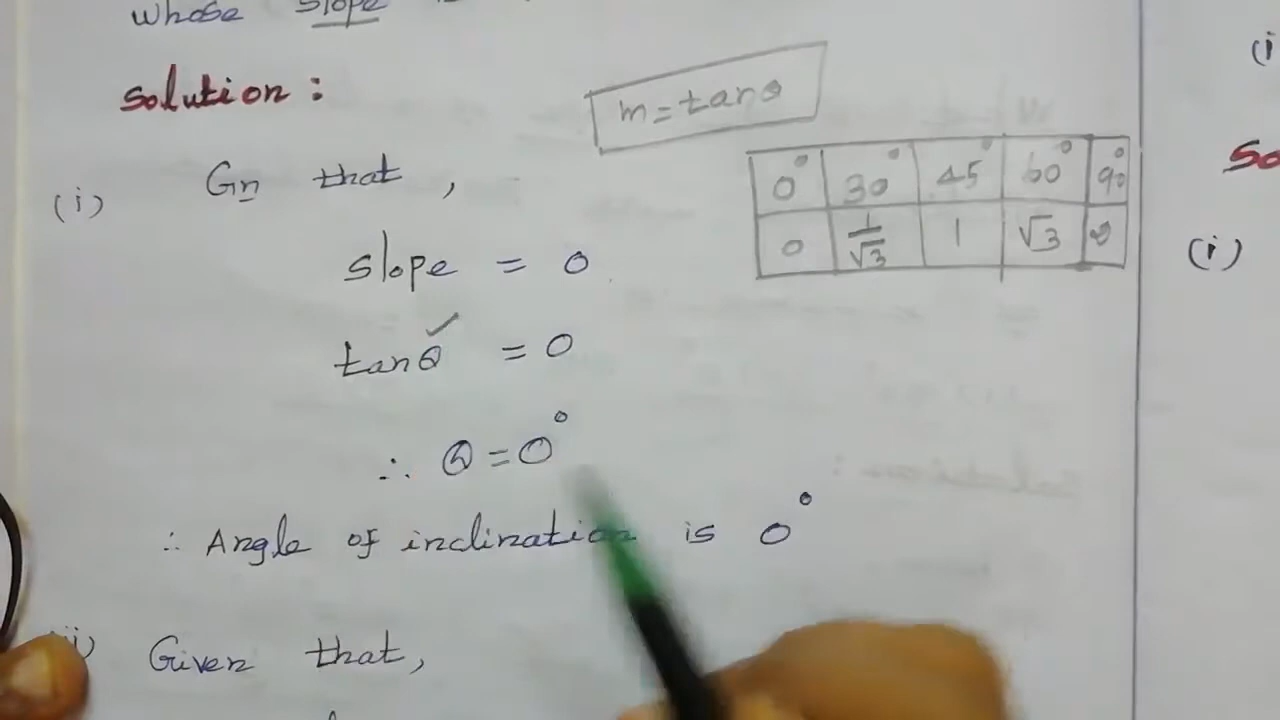 whose slope
solution :
m = tanθ
0° 30° 45° 60° 90°
0 1/√3 1 √3
(i) Gn that ,
slope = 0
tanθ = 0
∴ θ = 0°
∴ Angle of inclination is 0°
Given that,
(i
(i)